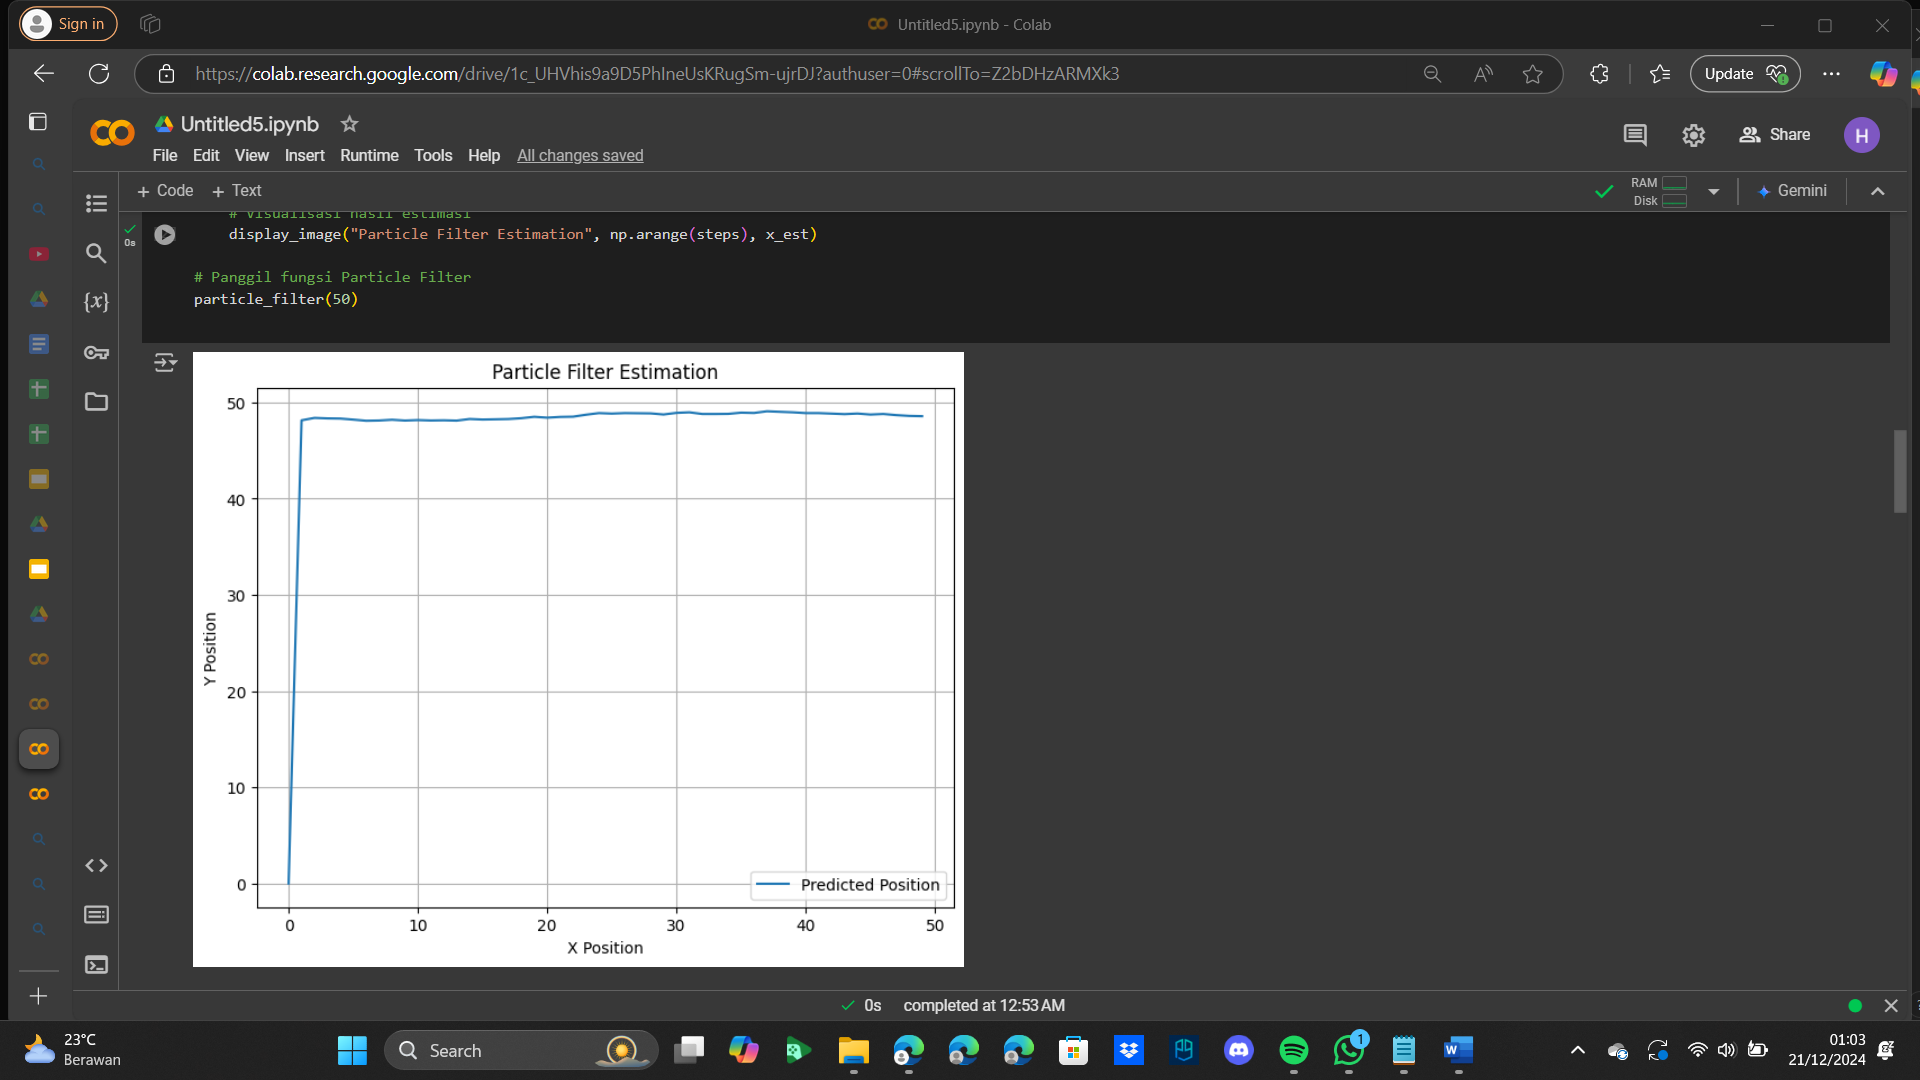 Sign in
Untitled5.ipynb - Colab
https://colab.research.google.com/drive/1c_UHVhis9a9D5PhIneUsKRugSm-ujrDJ?authuser=0#scrollTo=Z2bDHzARMXk3
Update
Untitled5.ipynb
File Edit View Insert Runtime Tools Help All changes saved
Share
H
+ Code + Text
RAM
Disk
Gemini
# Visualisasi hasil estimasi
0s
display_image("Particle Filter Estimation", np.arange(steps), x_est)
# Panggil fungsi Particle Filter
particle_filter(50)
Particle Filter Estimation
50
40
30
20
10
0
Y Position
Predicted Position
0 10 20 30 40 50
X Position
0s completed at 12:53 AM
23°C
Berawan
Search
1
01:03
21/12/2024